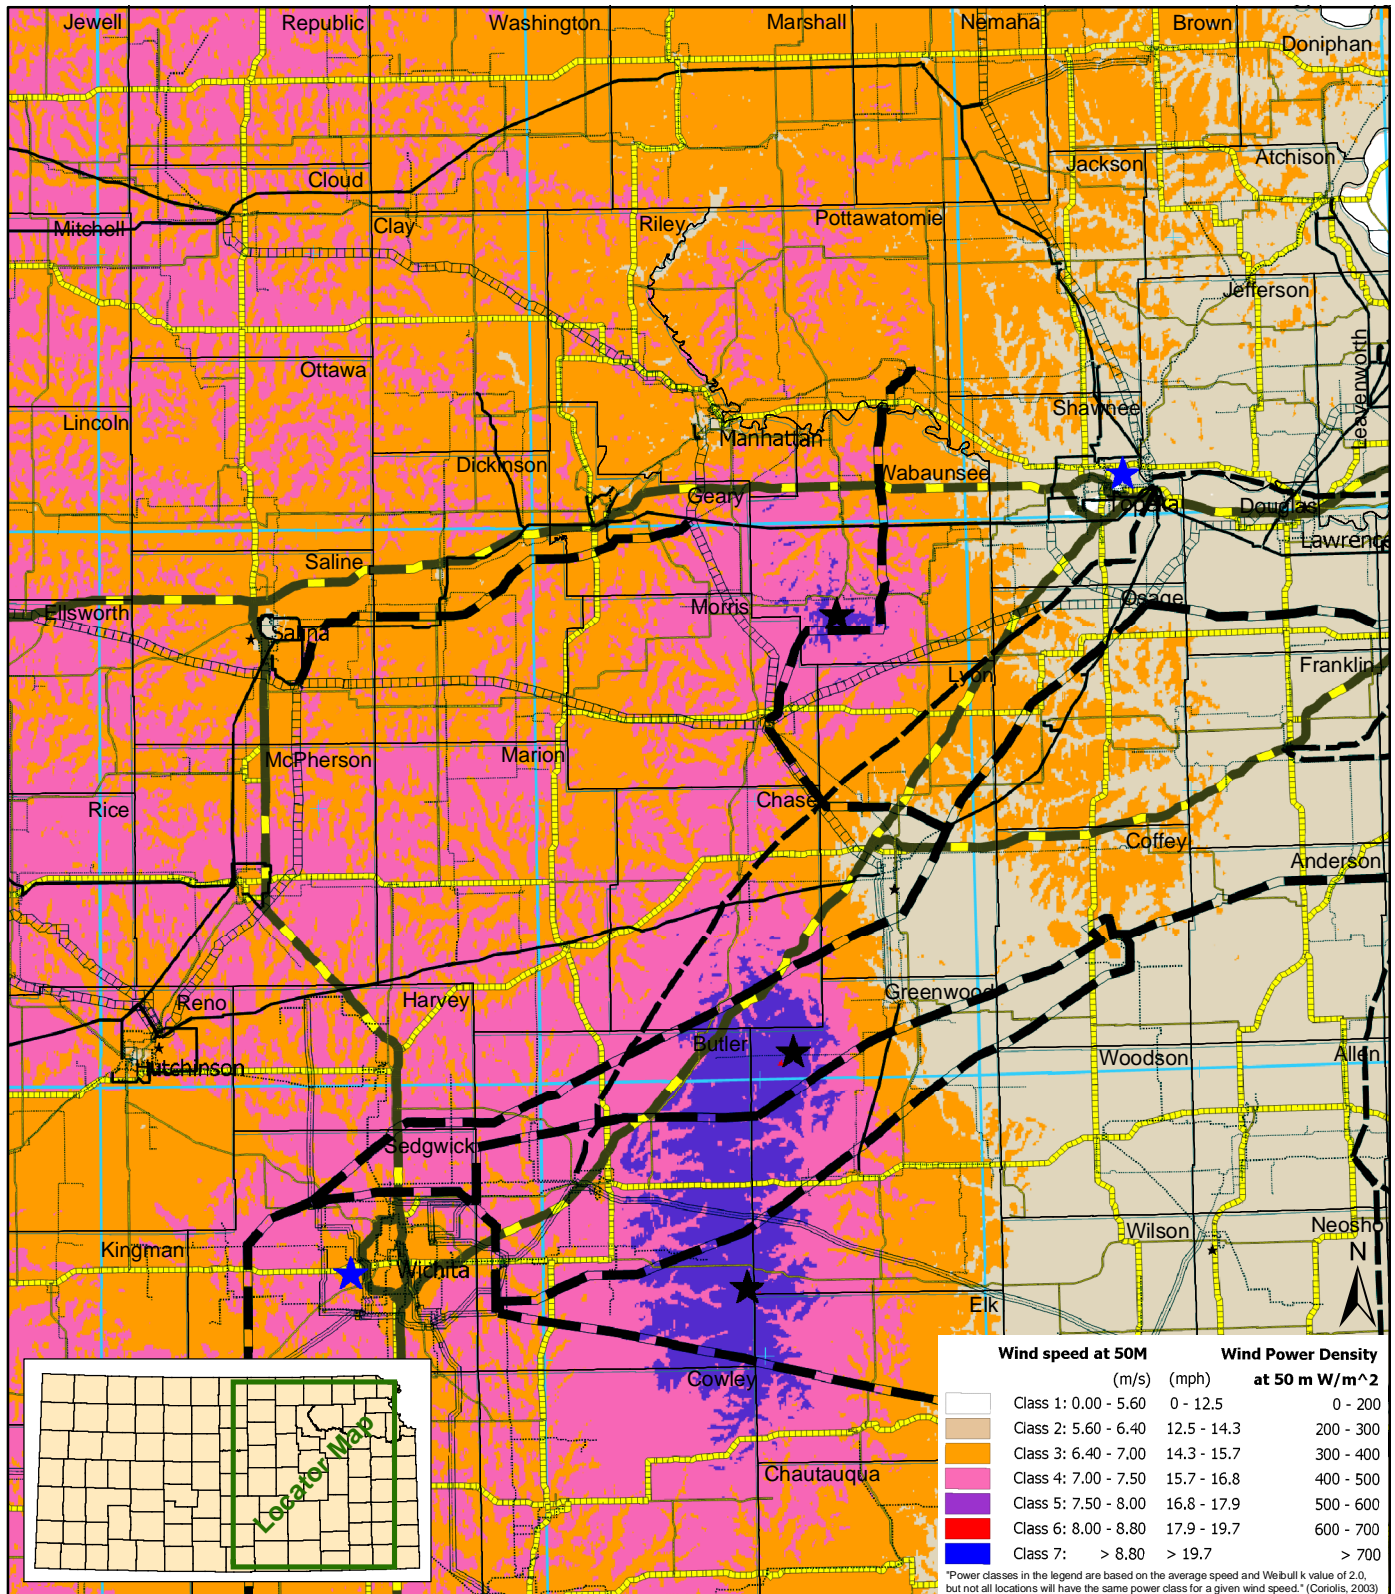 Jewell
Republic
Washington
Marshall
Nemaha
Brown
Doniphan
Jackson
Atchison
Cloud
Mitchell
Clay
Riley
Pottawatomie
Jefferson
Leavenworth
Ottawa
Lincoln
Shawnee
Manhattan
Dickinson
Wabaunsee
Geary
Topeka
Douglas
Lawrence
Saline
Ellsworth
Morris
Osage
Salina
Franklin
Lyon
McPherson
Marion
Rice
Chase
Coffey
Anderson
Reno
Harvey
Greenwood
Butler
Hutchinson
Woodson
Allen
Sedgwick
Kingman
Wichita
Wilson
Neosho
N
Elk
Cowley
Chautauqua
Locator Map
Wind speed at 50M Wind Power Density
(m/s) (mph) at 50 m W/m^2
Class 1: 0.00 - 5.60 0 - 12.5 0 - 200
Class 2: 5.60 - 6.40 12.5 - 14.3 200 - 300
Class 3: 6.40 - 7.00 14.3 - 15.7 300 - 400
Class 4: 7.00 - 7.50 15.7 - 16.8 400 - 500
Class 5: 7.50 - 8.00 16.8 - 17.9 500 - 600
Class 6: 8.00 - 8.80 17.9 - 19.7 600 - 700
Class 7: > 8.80 > 19.7 > 700
"Power classes in the legend are based on the average speed and Weibull k value of 2.0,
but not all locations will have the same power class for a given wind speed." (Coriolis, 2003)